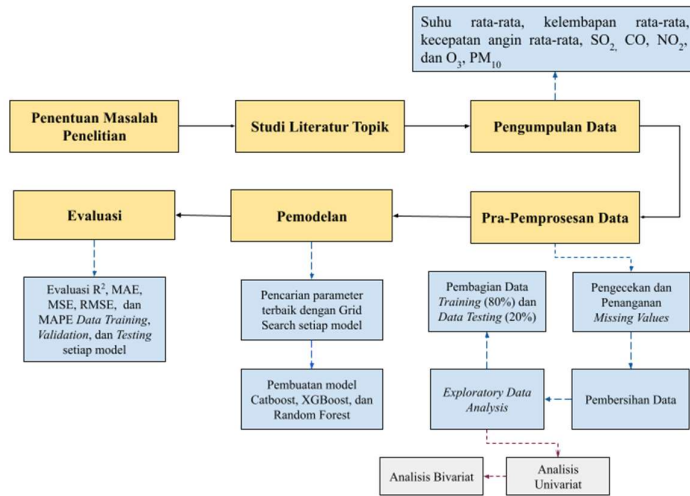 Suhu rata-rata, kelembapan rata-rata,
kecepatan angin rata-rata, SO₂, CO, NO₂,
dan O₃, PM₁₀
Penentuan Masalah
Penelitian
Studi Literatur Topik
Pengumpulan Data
Evaluasi
Pemodelan
Pra-Pemprosesan Data
Evaluasi R², MAE,
MSE, RMSE, dan
MAPE Data Training,
Validation, dan Testing
setiap model
Pencarian parameter
terbaik dengan Grid
Search setiap model
Pembagian Data
Training (80%) dan
Data Testing (20%)
Pengecekan dan
Penanganan
Missing Values
Pembuatan model
Catboost, XGBoost, dan
Random Forest
Exploratory Data
Analysis
Pembersihan Data
Analisis Bivariat
Analisis
Univariat